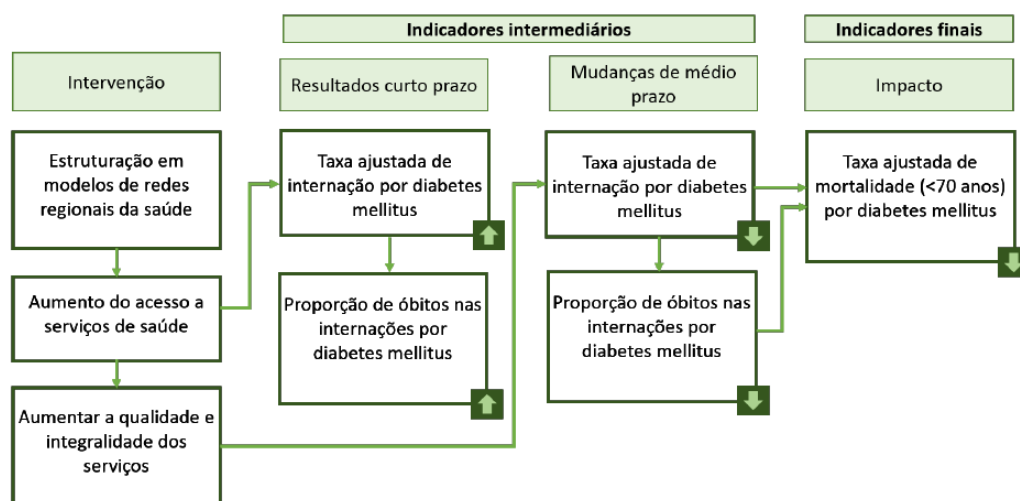 Indicadores intermediários
Indicadores finais
Intervenção
Resultados curto prazo
Mudanças de médio
prazo
Impacto
Estruturação em
modelos de redes
regionais da saúde
Taxa ajustada de
internação por diabetes
mellitus
Taxa ajustada de
internação por diabetes
mellitus
Taxa ajustada de
mortalidade (<70 anos)
por diabetes mellitus
Aumento do acesso a
serviços de saúde
Proporção de óbitos nas
internações por
diabetes mellitus
Proporção de óbitos nas
internações por
diabetes mellitus
Aumentar a qualidade e
integralidade dos
serviços